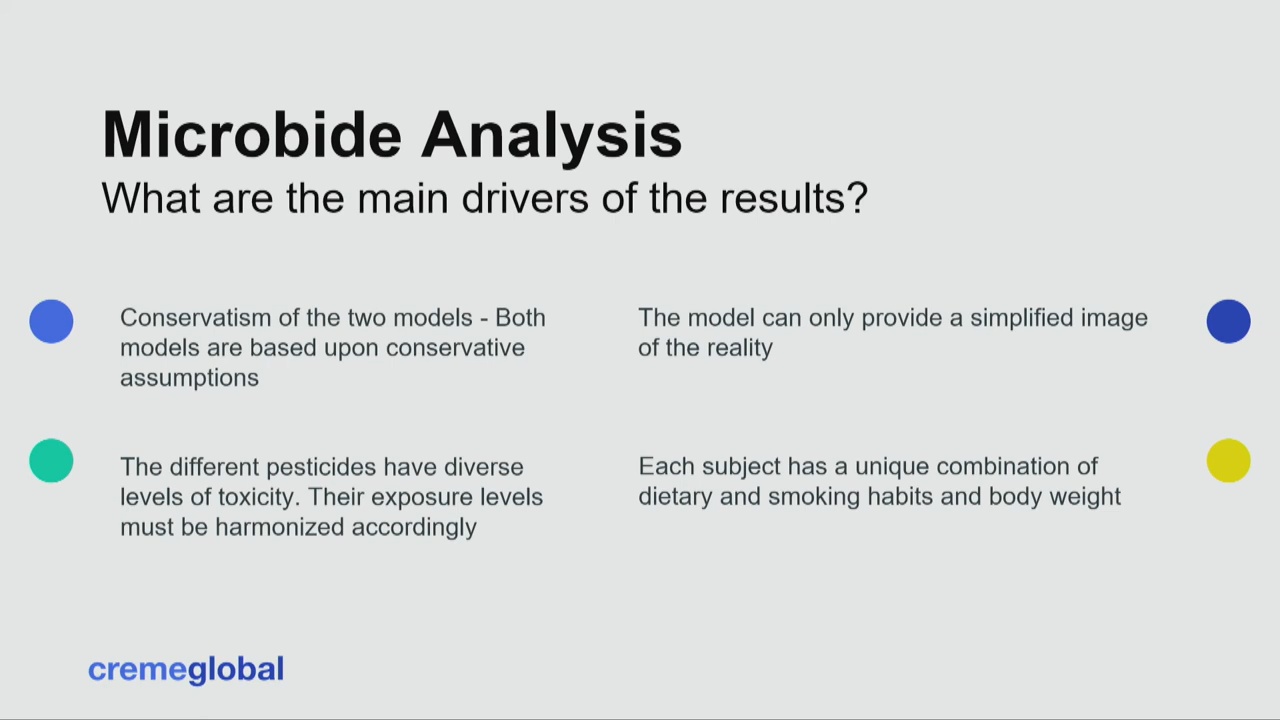 Microbide Analysis
What are the main drivers of the results?
Conservatism of the two models - Both
models are based upon conservative
assumptions
The different pesticides have diverse
levels of toxicity. Their exposure levels
must be harmonized accordingly
The model can only provide a simplified image
of the reality
Each subject has a unique combination of
dietary and smoking habits and body weight
cremeglobal